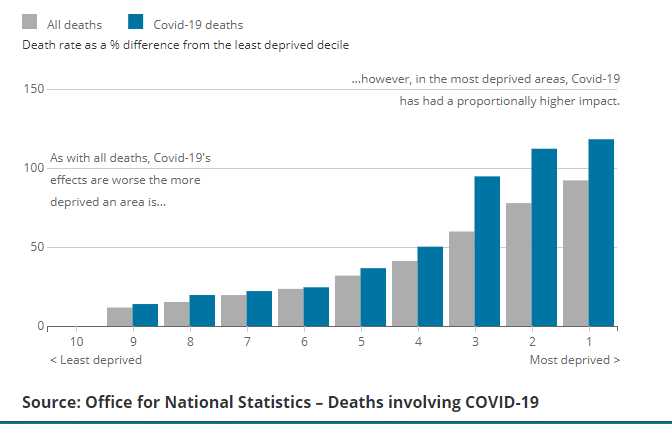 All deaths Covid-19 deaths
Death rate as a % difference from the least deprived decile
...however, in the most deprived areas, Covid-19
has had a proportionally higher impact.
150
As with all deaths, Covid-19's
effects are worse the more
deprived an area is...
100
50
0
10 9 8 7 6 5 4 3 2 1
< Least deprived Most deprived >
Source: Office for National Statistics – Deaths involving COVID-19